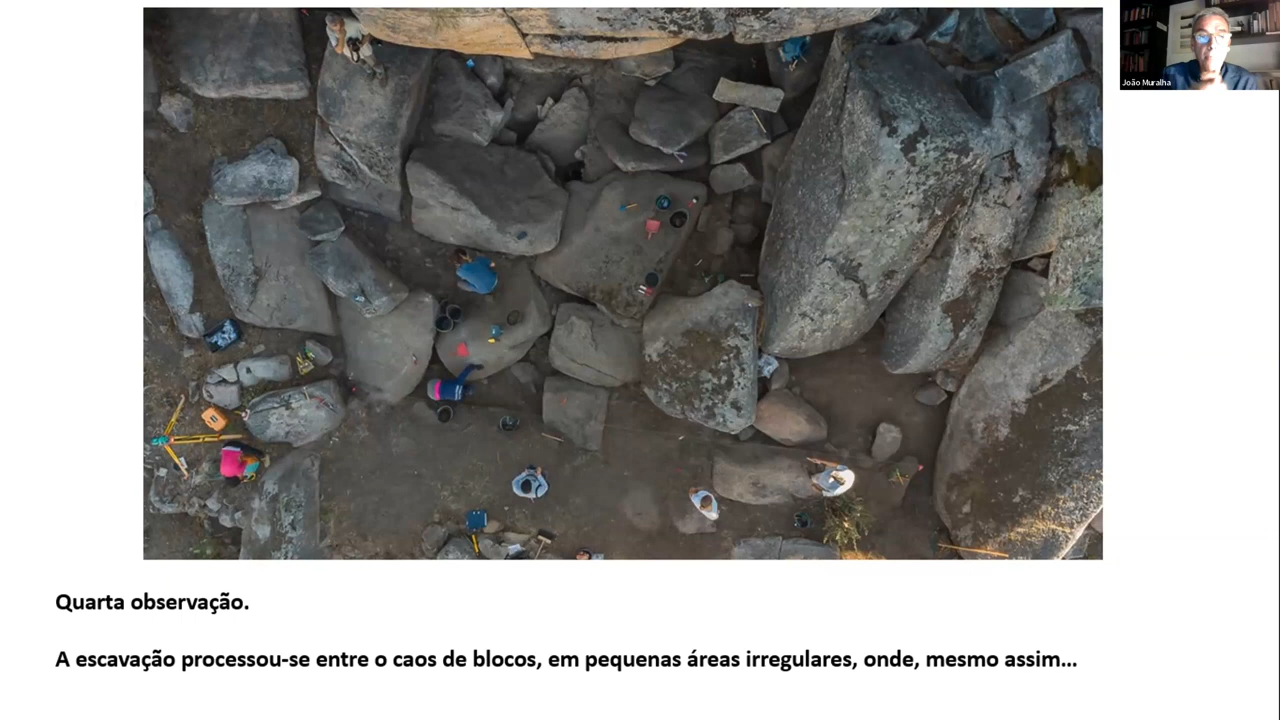 João Muralha
Quarta observação.
A escavação processou-se entre o caos de blocos, em pequenas áreas irregulares, onde, mesmo assim...